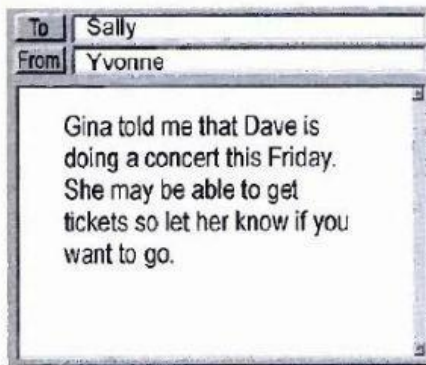 To Sally
From Yvonne
Gina told me that Dave is
doing a concert this Friday.
She may be able to get
tickets so let her know if you
want to go.